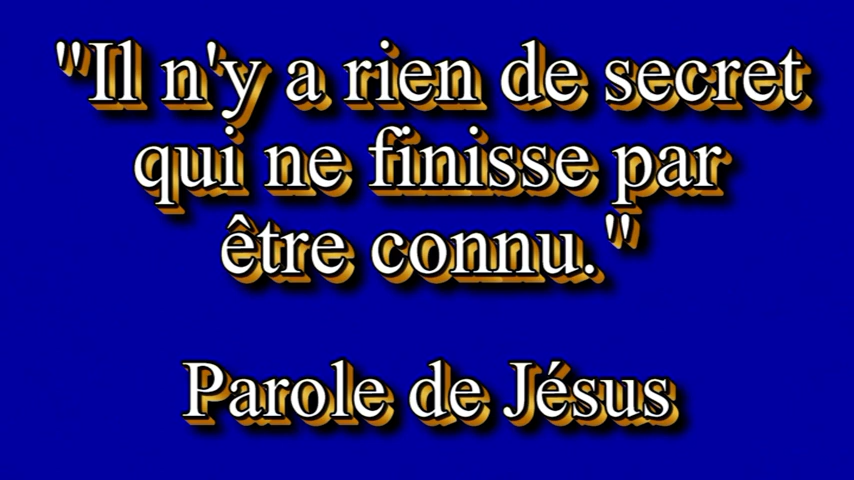 "Il n'y a rien de secret
qui ne finisse par
être connu."
Parole de Jésus